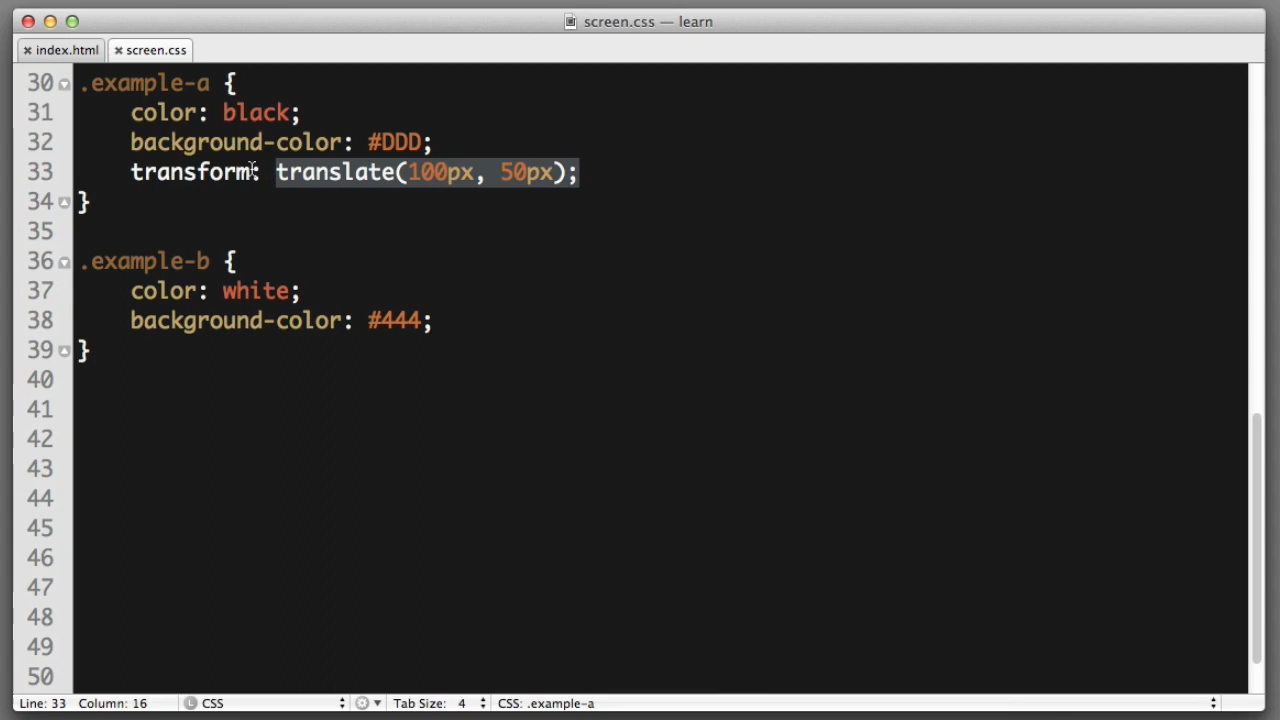 screen.css — learn
index.html
screen.css
30 .example-a {
31 color: black;
32 background-color: #DDD;
33 transform: translate(100px, 50px);
34 }
35
36 .example-b {
37 color: white;
38 background-color: #444;
39 }
40
41
42
43
44
45
46
47
48
49
50
Line: 33 Column: 16 L CSS Tab Size: 4 CSS: .example-a